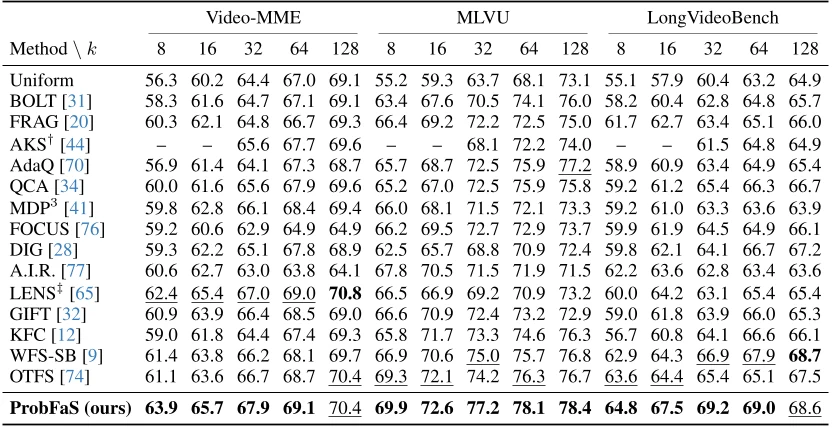 Video-MME MLVU LongVideoBench
Method \ k 8 16 32 64 128 8 16 32 64 128 8 16 32 64 128
Uniform 56.3 60.2 64.4 67.0 69.1 55.2 59.3 63.7 68.1 73.1 55.1 57.9 60.4 63.2 64.9
BOLT [31] 58.3 61.6 64.7 67.1 69.1 63.4 67.6 70.5 74.1 76.0 58.2 60.4 62.8 64.8 65.7
FRAG [20] 60.3 62.1 64.8 66.7 69.3 66.4 69.2 72.2 72.5 75.0 61.7 62.7 63.4 65.1 66.0
AKS† [44] – – 65.6 67.7 69.6 – – 68.1 72.2 74.0 – – 61.5 64.8 64.9
AdaQ [70] 56.9 61.4 64.1 67.3 68.7 65.7 68.7 72.5 75.9 77.2 58.9 60.9 63.4 64.9 65.4
QCA [34] 60.0 61.6 65.6 67.9 69.6 65.2 67.0 72.5 75.9 75.8 59.2 61.2 65.4 66.3 66.7
MDP³ [41] 59.8 62.8 66.1 68.4 69.4 66.0 68.1 71.5 72.1 73.3 59.2 61.0 63.3 63.6 63.9
FOCUS [76] 59.2 60.6 62.9 64.9 64.9 66.2 69.5 72.7 72.9 73.7 59.9 61.9 64.5 64.9 66.1
DIG [28] 59.3 62.2 65.1 67.8 68.9 62.5 65.7 68.8 70.9 72.4 59.8 62.1 64.1 66.7 67.2
A.I.R. [77] 60.6 62.7 63.0 63.8 64.1 67.8 70.5 71.5 71.9 71.5 62.2 63.6 62.8 63.4 63.6
LENS‡ [65] 62.4 65.4 67.0 69.0 70.8 66.5 66.9 69.2 70.9 73.2 60.0 64.2 63.1 65.4 65.4
GIFT [32] 60.9 63.9 66.4 68.5 69.0 66.6 70.9 72.4 73.2 72.9 59.0 61.8 63.9 66.0 65.3
KFC [12] 59.0 61.8 64.4 67.4 69.3 65.8 71.7 73.3 74.6 76.3 56.7 60.8 64.1 66.6 66.1
WFS-SB [9] 61.4 63.8 66.2 68.1 69.7 66.9 70.6 75.0 75.7 76.8 62.9 64.3 66.9 67.9 68.7
OTFS [74] 61.1 63.6 66.7 68.7 70.4 69.3 72.1 74.2 76.3 76.7 63.6 64.4 65.4 65.1 67.5
ProbFaS (ours) 63.9 65.7 67.9 69.1 70.4 69.9 72.6 77.2 78.1 78.4 64.8 67.5 69.2 69.0 68.6